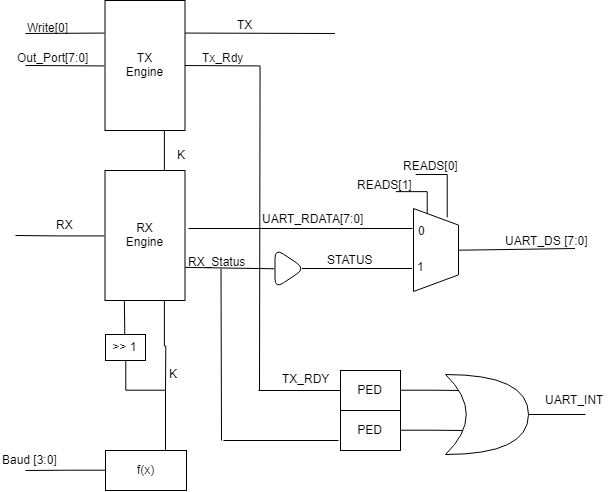 Write[0]
TX
Out_Port[7:0]
TX
Engine
Tx_Rdy
K
READS[0]
READS[1]
RX
RX
Engine
UART_RDATA[7:0]
0
UART_DS [7:0]
RX_Status
STATUS
1
>> 1
K
TX_RDY
PED
UART_INT
PED
Baud [3:0]
f(x)